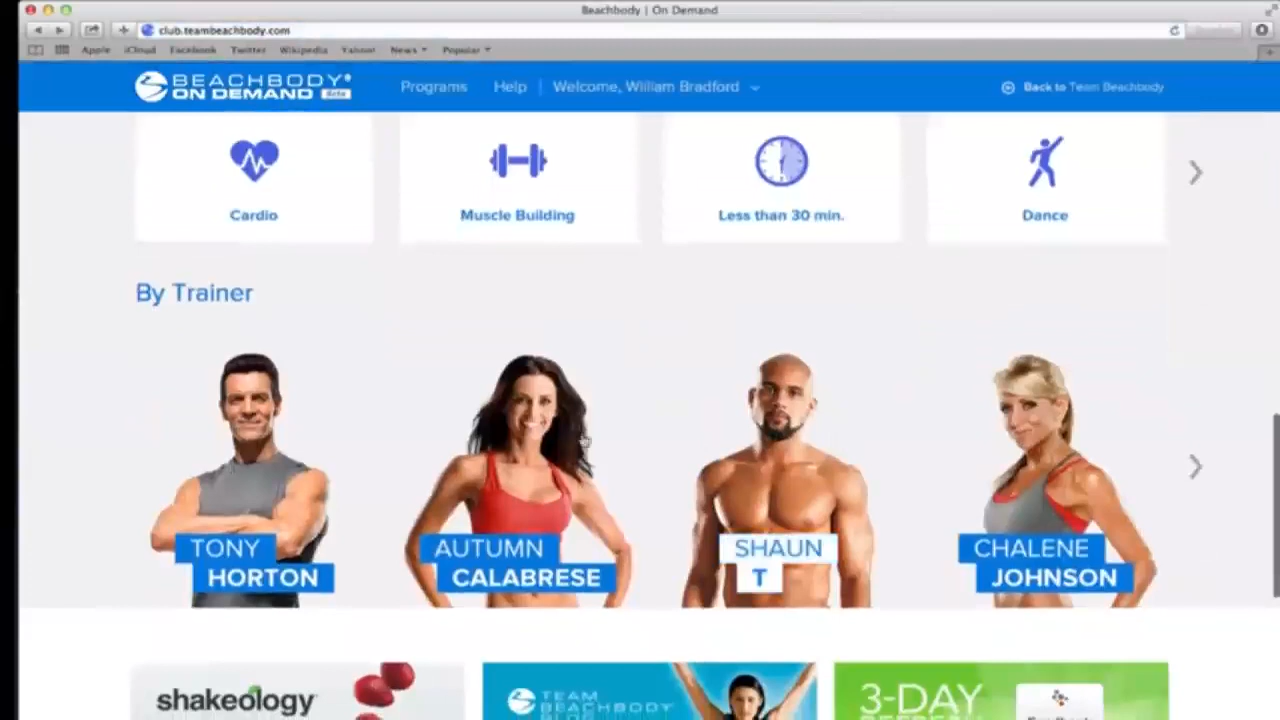 Beachbody | On Demand
club.teambeachbody.com
Apple iCloud Facebook Twitter Wikipedia Yahoo! News Popular
BEACHBODY®
ON DEMAND Beta
Programs Help Welcome, William Bradford Back to Team Beachbody
Cardio Muscle Building Less than 30 min. Dance
By Trainer
TONY
HORTON
AUTUMN
CALABRESE
SHAUN
T
CHALENE
JOHNSON
shakeology
TEAM
BEACHBODY
3-DAY